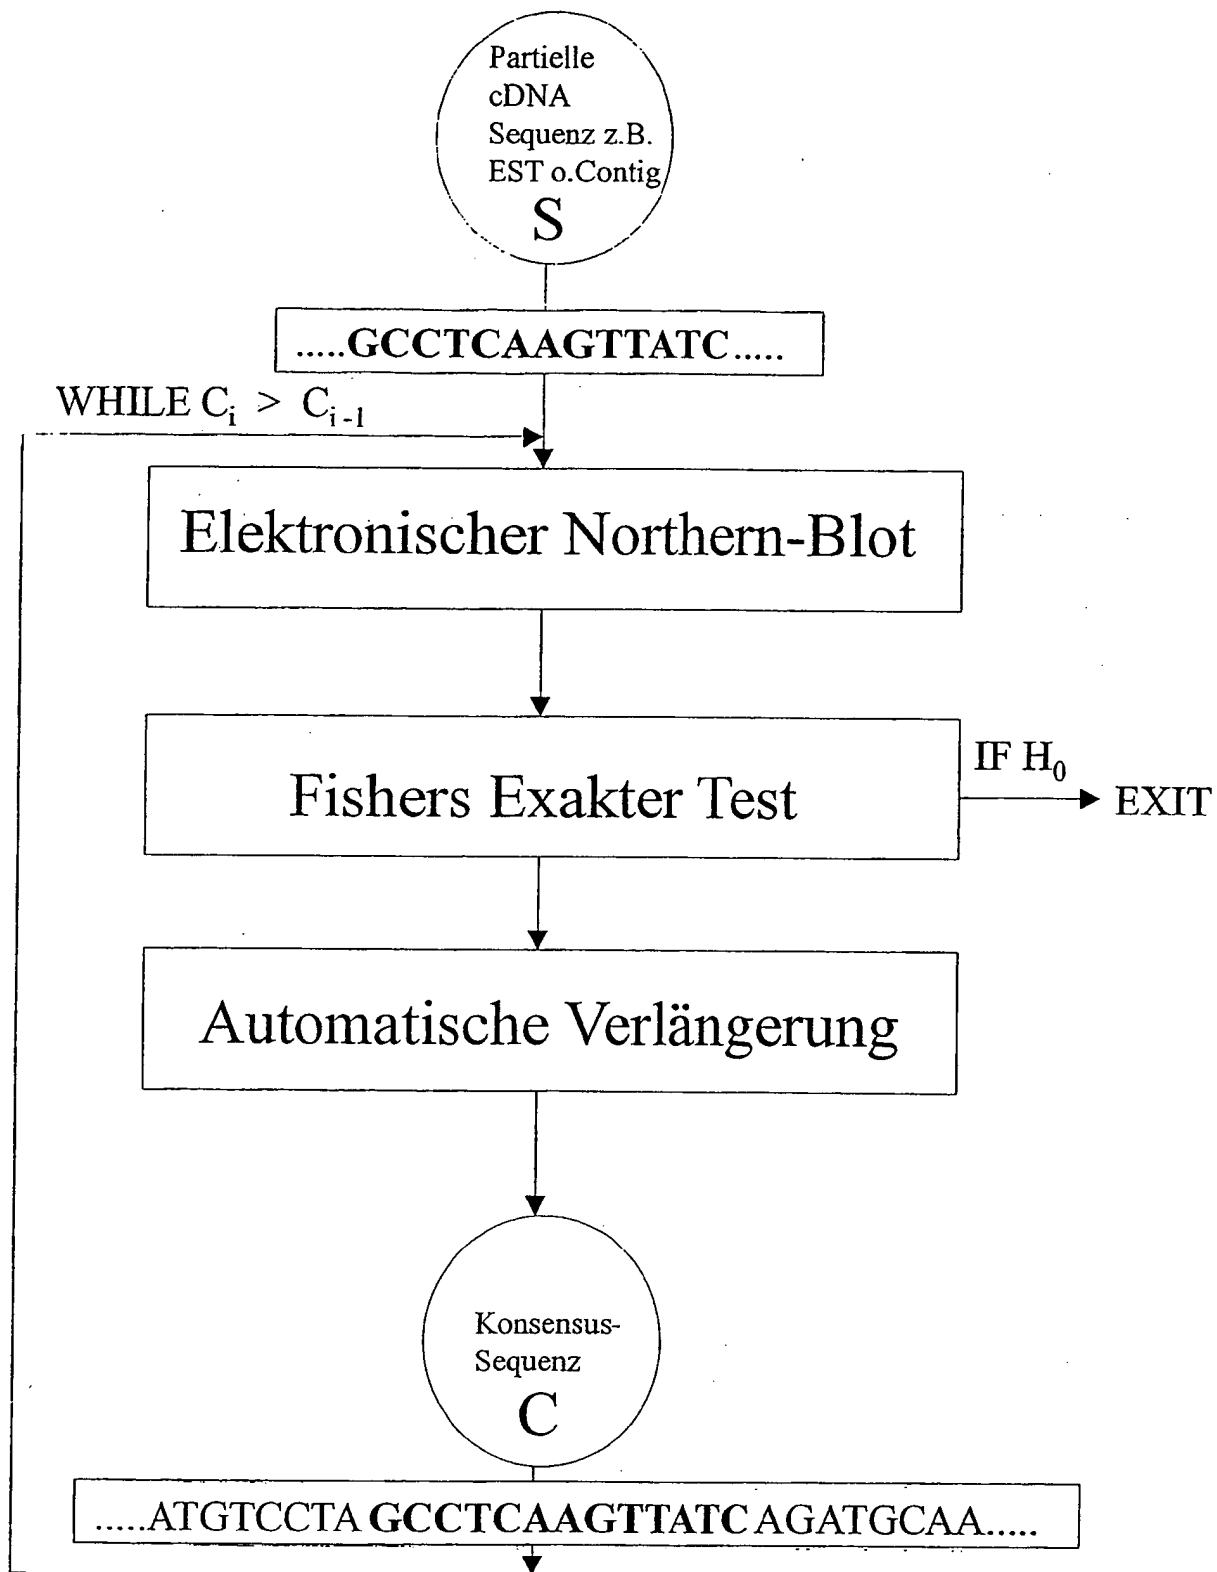 Partielle
cDNA
Sequenz z.B.
EST o.Contig
S
.....GCCTCAAGTTATC.....
WHILE Ci > Ci-1
Elektronischer Northern-Blot
Fishers Exakter Test
IF H0
EXIT
Automatische Verlängerung
Konsensus-
Sequenz
C
.....ATGTCCTA GCCTCAAGTTATC AGATGCAA.....